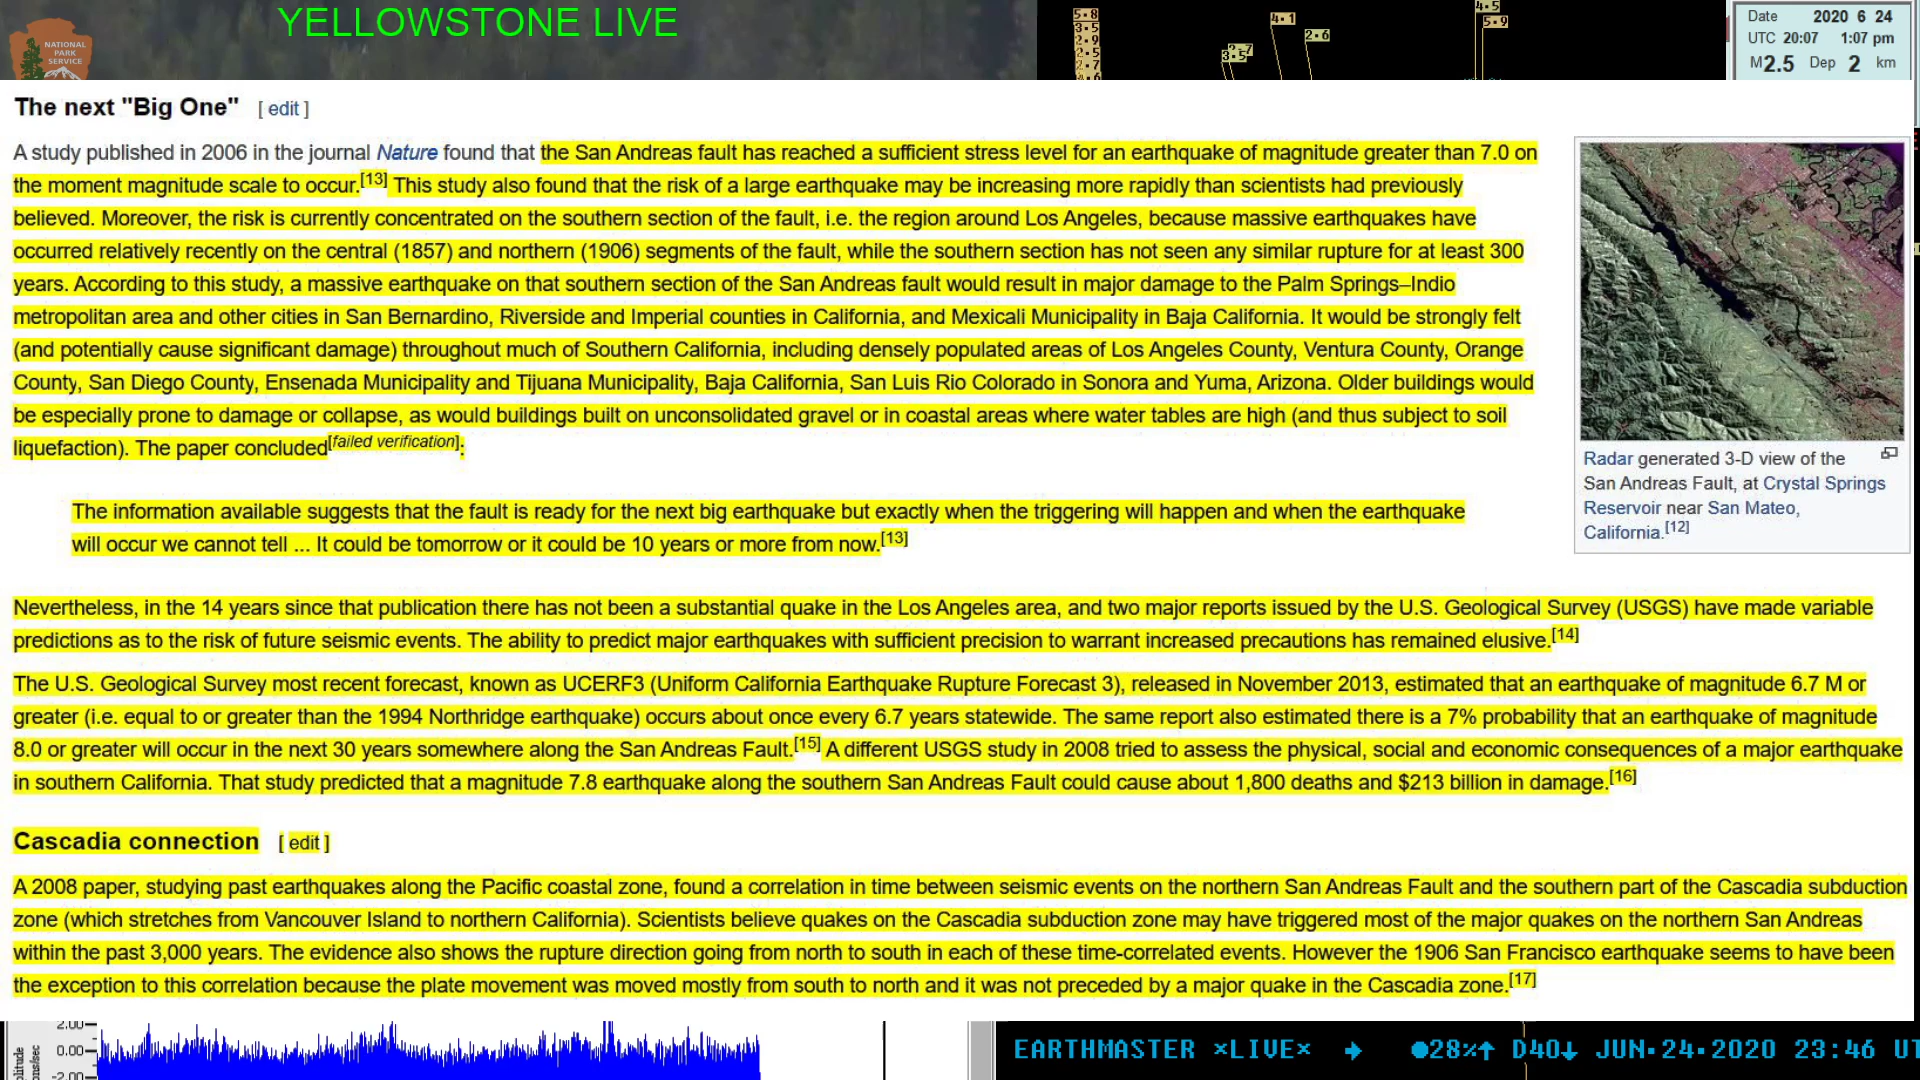 YELLOWSTONE LIVE
NATIONAL
PARK
SERVICE
5.8
3.5
2.9
2.5
2.7
4.1
2.6
4.5
5.9
Date 2020 6 24
UTC 20:07 1:07 pm
M2.5 Dep 2 km
The next "Big One" [ edit ]
A study published in 2006 in the journal Nature found that the San Andreas fault has reached a sufficient stress level for an earthquake of magnitude greater than 7.0 on
the moment magnitude scale to occur.[13] This study also found that the risk of a large earthquake may be increasing more rapidly than scientists had previously
believed. Moreover, the risk is currently concentrated on the southern section of the fault, i.e. the region around Los Angeles, because massive earthquakes have
occurred relatively recently on the central (1857) and northern (1906) segments of the fault, while the southern section has not seen any similar rupture for at least 300
years. According to this study, a massive earthquake on that southern section of the San Andreas fault would result in major damage to the Palm Springs–Indio
metropolitan area and other cities in San Bernardino, Riverside and Imperial counties in California, and Mexicali Municipality in Baja California. It would be strongly felt
(and potentially cause significant damage) throughout much of Southern California, including densely populated areas of Los Angeles County, Ventura County, Orange
County, San Diego County, Ensenada Municipality and Tijuana Municipality, Baja California, San Luis Rio Colorado in Sonora and Yuma, Arizona. Older buildings would
be especially prone to damage or collapse, as would buildings built on unconsolidated gravel or in coastal areas where water tables are high (and thus subject to soil
liquefaction). The paper concluded[failed verification]:
The information available suggests that the fault is ready for the next big earthquake but exactly when the triggering will happen and when the earthquake
will occur we cannot tell ... It could be tomorrow or it could be 10 years or more from now.[13]
Radar generated 3-D view of the
San Andreas Fault, at Crystal Springs
Reservoir near San Mateo,
California.[12]
Nevertheless, in the 14 years since that publication there has not been a substantial quake in the Los Angeles area, and two major reports issued by the U.S. Geological Survey (USGS) have made variable
predictions as to the risk of future seismic events. The ability to predict major earthquakes with sufficient precision to warrant increased precautions has remained elusive.[14]
The U.S. Geological Survey most recent forecast, known as UCERF3 (Uniform California Earthquake Rupture Forecast 3), released in November 2013, estimated that an earthquake of magnitude 6.7 M or
greater (i.e. equal to or greater than the 1994 Northridge earthquake) occurs about once every 6.7 years statewide. The same report also estimated there is a 7% probability that an earthquake of magnitude
8.0 or greater will occur in the next 30 years somewhere along the San Andreas Fault.[15] A different USGS study in 2008 tried to assess the physical, social and economic consequences of a major earthquake
in southern California. That study predicted that a magnitude 7.8 earthquake along the southern San Andreas Fault could cause about 1,800 deaths and $213 billion in damage.[16]
Cascadia connection [ edit ]
A 2008 paper, studying past earthquakes along the Pacific coastal zone, found a correlation in time between seismic events on the northern San Andreas Fault and the southern part of the Cascadia subduction
zone (which stretches from Vancouver Island to northern California). Scientists believe quakes on the Cascadia subduction zone may have triggered most of the major quakes on the northern San Andreas
within the past 3,000 years. The evidence also shows the rupture direction going from north to south in each of these time-correlated events. However the 1906 San Francisco earthquake seems to have been
the exception to this correlation because the plate movement was moved mostly from south to north and it was not preceded by a major quake in the Cascadia zone.[17]
2.00
0.00
-2.00
EARTHMASTER ×LIVE× → ●28%↑ D40↓ JUN·24·2020 23:46 UT